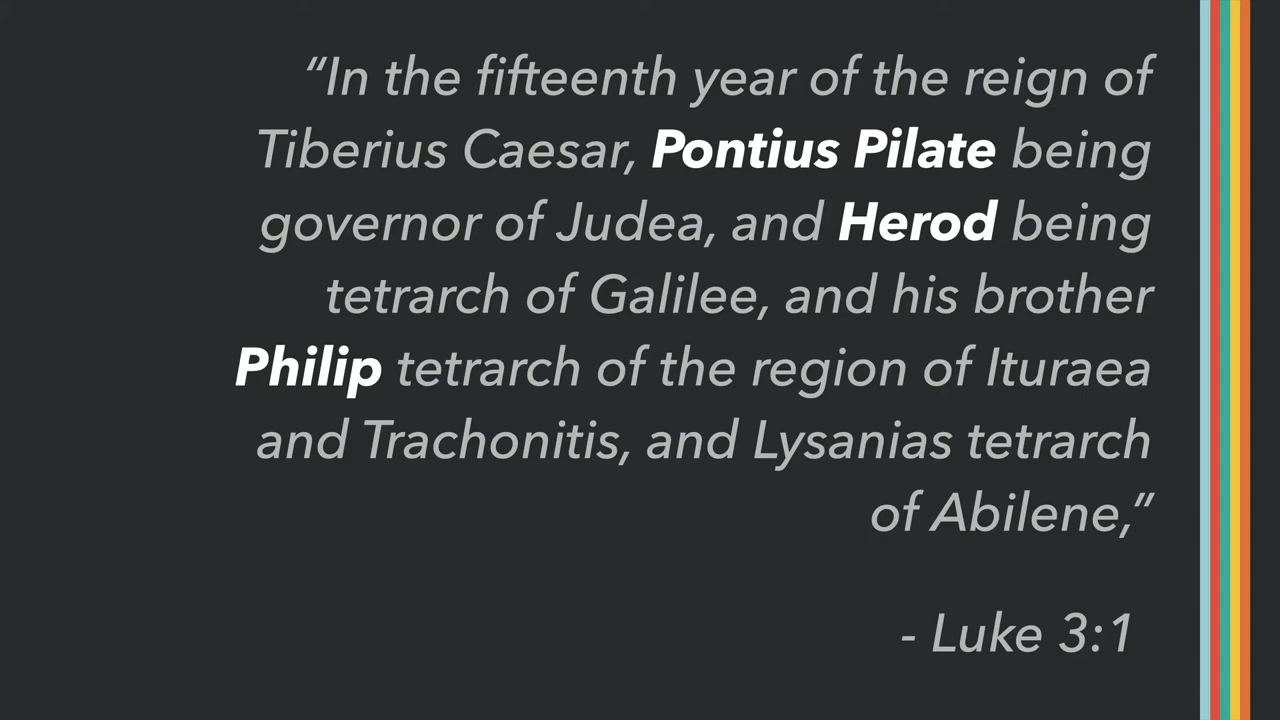 “In the fifteenth year of the reign of
Tiberius Caesar, Pontius Pilate being
governor of Judea, and Herod being
tetrarch of Galilee, and his brother
Philip tetrarch of the region of Ituraea
and Trachonitis, and Lysanias tetrarch
of Abilene,”
- Luke 3:1